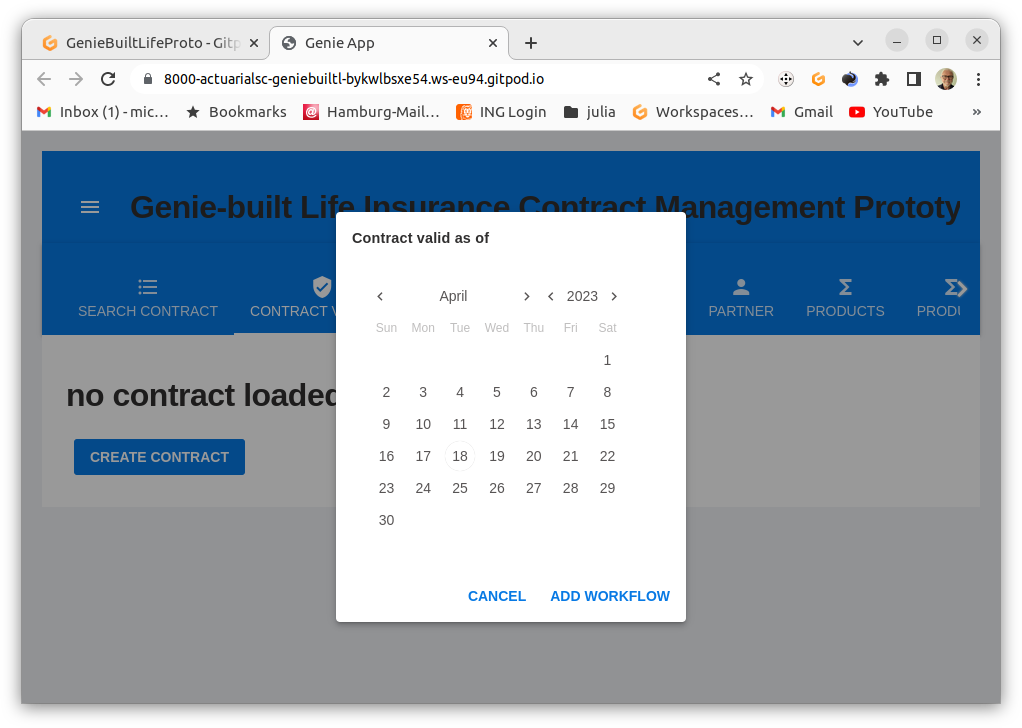 GenieBuiltLifeProto - Gitp
Genie App
8000-actuarialsc-geniebuiltl-bykwlbsxe54.ws-eu94.gitpod.io
Inbox (1) - mic… Bookmarks Hamburg-Mail… ING Login julia Workspaces… Gmail YouTube »
Genie-built Life Insurance Contract Management Prototy
SEARCH CONTRACT CONTRACT V PARTNER PRODUCTS PRODU
no contract loaded
CREATE CONTRACT
Contract valid as of
April 2023
Sun Mon Tue Wed Thu Fri Sat
1
2 3 4 5 6 7 8
9 10 11 12 13 14 15
16 17 18 19 20 21 22
23 24 25 26 27 28 29
30
CANCEL ADD WORKFLOW